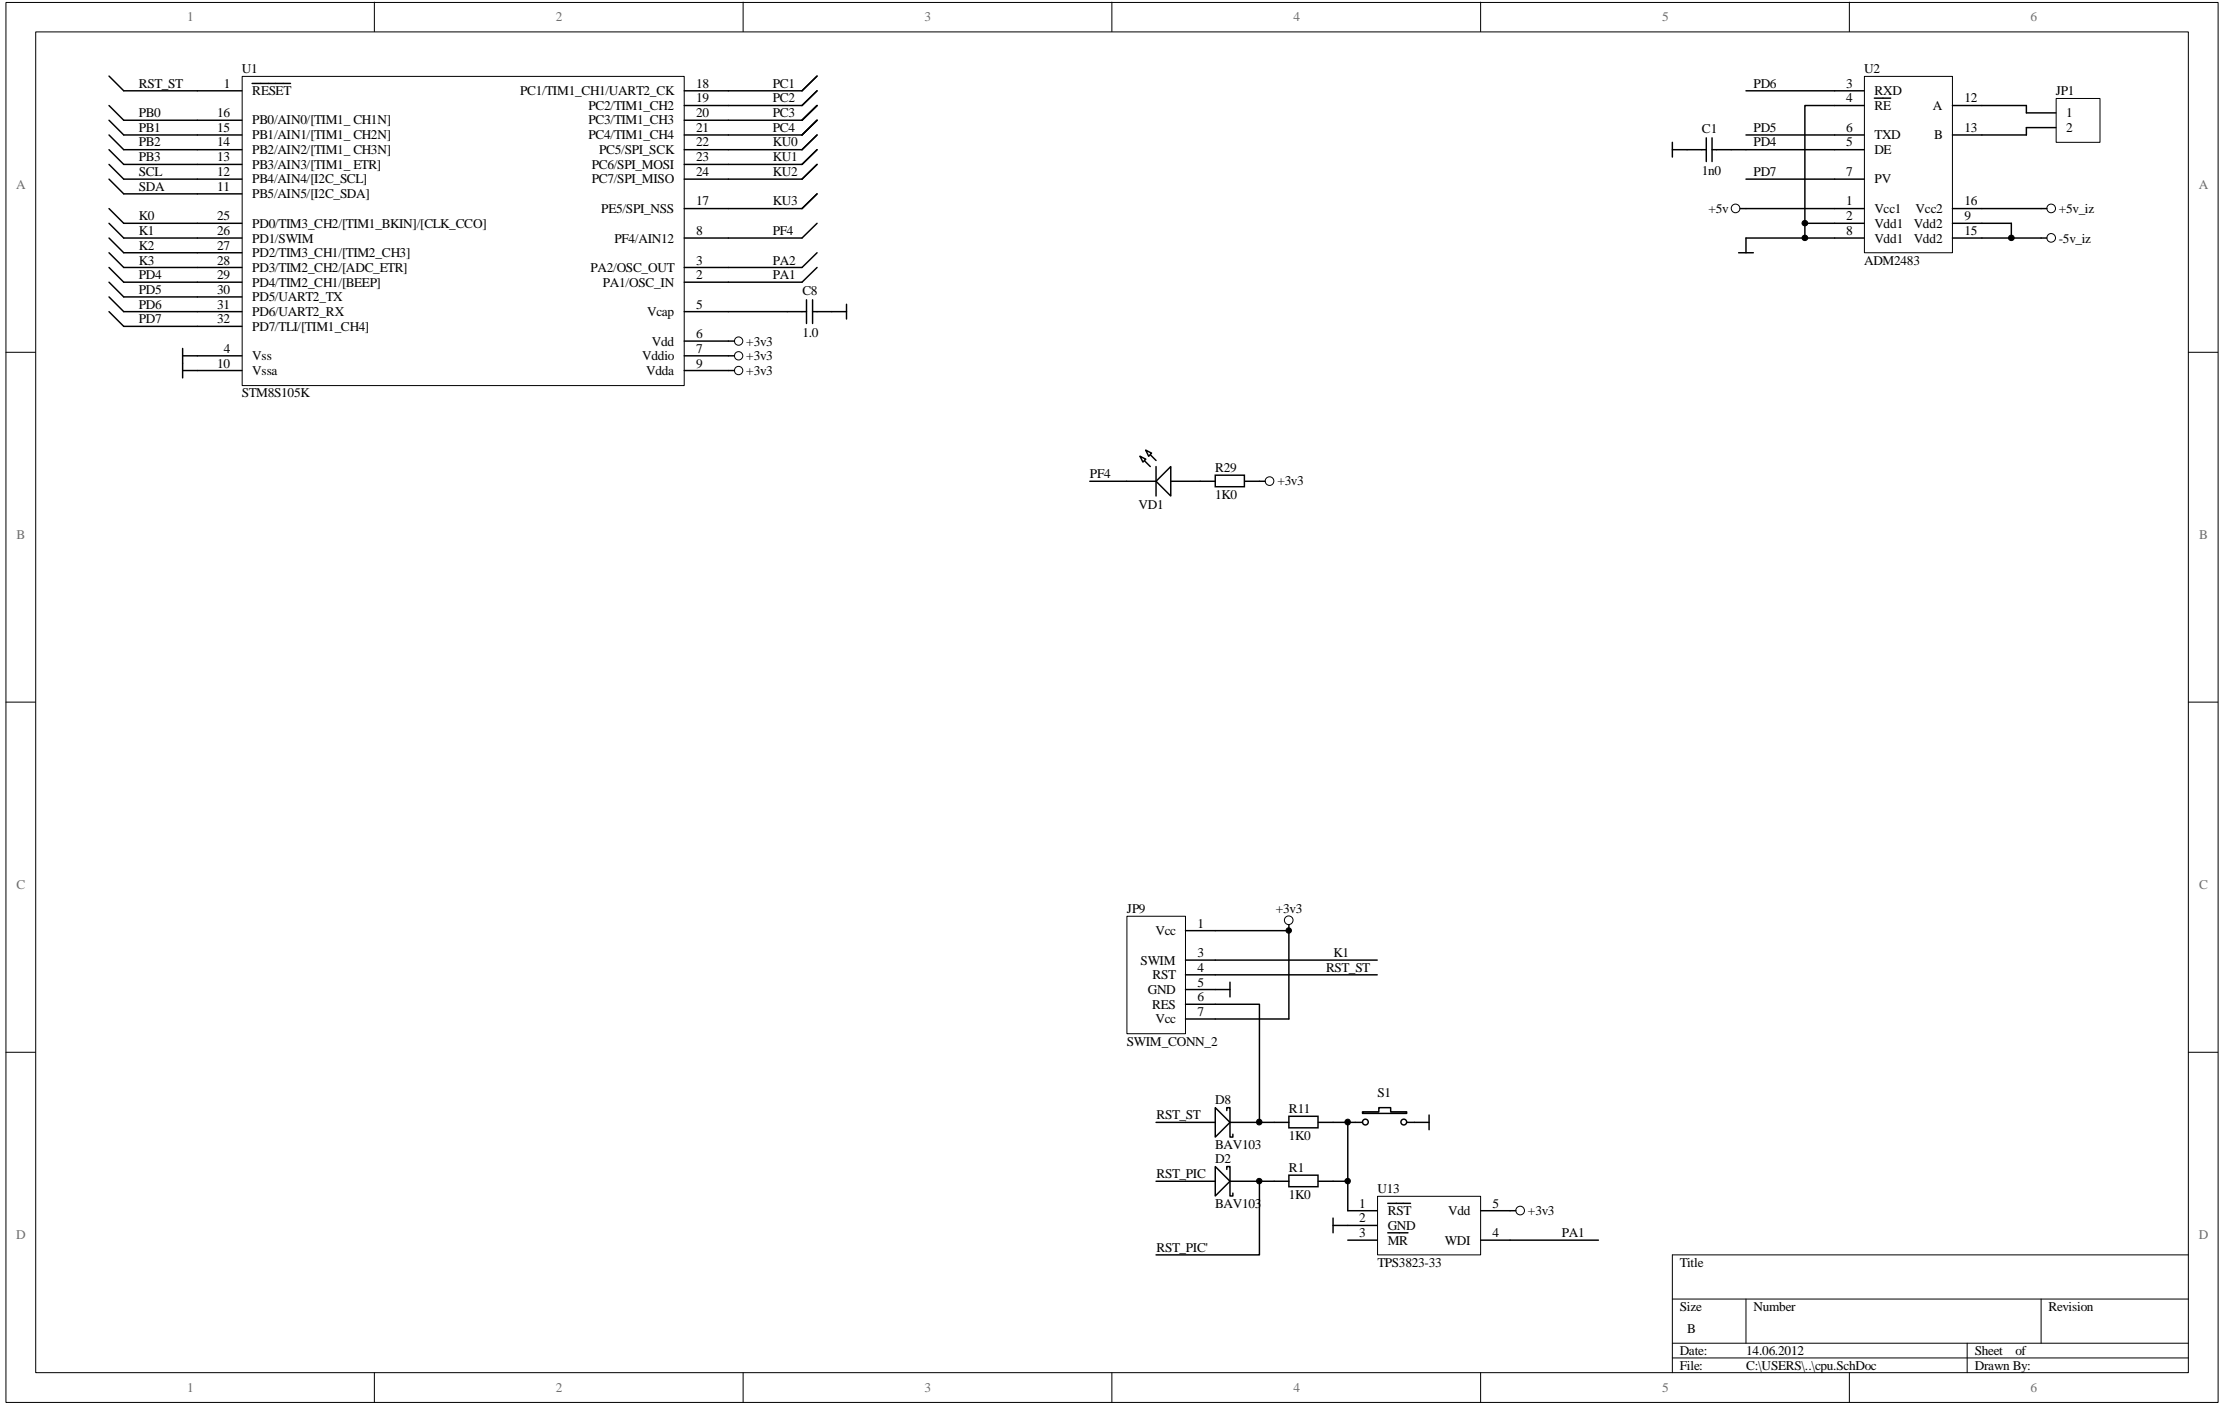 1 2 3 4 5 6
A A
B B
C C
D D
U1
RST_ST 1 RESET
PB0 16 PB0/AIN0/[TIM1_ CH1N]
PB1 15 PB1/AIN1/[TIM1_ CH2N]
PB2 14 PB2/AIN2/[TIM1_ CH3N]
PB3 13 PB3/AIN3/[TIM1_ ETR]
SCL 12 PB4/AIN4/[I2C_SCL]
SDA 11 PB5/AIN5/[I2C_SDA]
K0 25 PD0/TIM3_CH2/[TIM1_BKIN]/[CLK_CCO]
K1 26 PD1/SWIM
K2 27 PD2/TIM3_CH1/[TIM2_CH3]
K3 28 PD3/TIM2_CH2/[ADC_ETR]
PD4 29 PD4/TIM2_CH1/[BEEP]
PD5 30 PD5/UART2_TX
PD6 31 PD6/UART2_RX
PD7 32 PD7/TLI/[TIM1_CH4]
4 Vss
10 Vssa
PC1/TIM1_CH1/UART2_CK 18 PC1
PC2/TIM1_CH2 19 PC2
PC3/TIM1_CH3 20 PC3
PC4/TIM1_CH4 21 PC4
PC5/SPI_SCK 22 KU0
PC6/SPI_MOSI 23 KU1
PC7/SPI_MISO 24 KU2
PE5/SPI_NSS 17 KU3
PF4/AIN12 8 PF4
PA2/OSC_OUT 3 PA2
PA1/OSC_IN 2 PA1
Vcap 5 C8
1.0
Vdd 6 +3v3
Vddio 7 +3v3
Vdda 9 +3v3
STM8S105K
U2
PD6 3 RXD
4 RE
PD5 6 TXD
PD4 5 DE
C1
1n0
PD7 7 PV
+5v 1 Vcc1
2 Vdd1
8 Vdd1
A 12
B 13
JP1
1
2
Vcc2 16 +5v_iz
Vdd2 9
Vdd2 15 -5v_iz
ADM2483
PF4 VD1 R29 1K0 +3v3
JP9
Vcc 1 +3v3
SWIM 3 K1
RST 4 RST_ST
GND 5
RES 6
Vcc 7
SWIM_CONN_2
RST_ST D8 BAV103 R11 1K0 S1
RST_PIC D2 BAV103 R1 1K0
RST_PIC'
U13
1 RST Vdd 5 +3v3
2 GND
3 MR WDI 4 PA1
TPS3823-33
Title
Size Number Revision
B
Date: 14.06.2012 Sheet of
File: C:\USERS\..\cpu.SchDoc Drawn By:
1 2 3 4 5 6